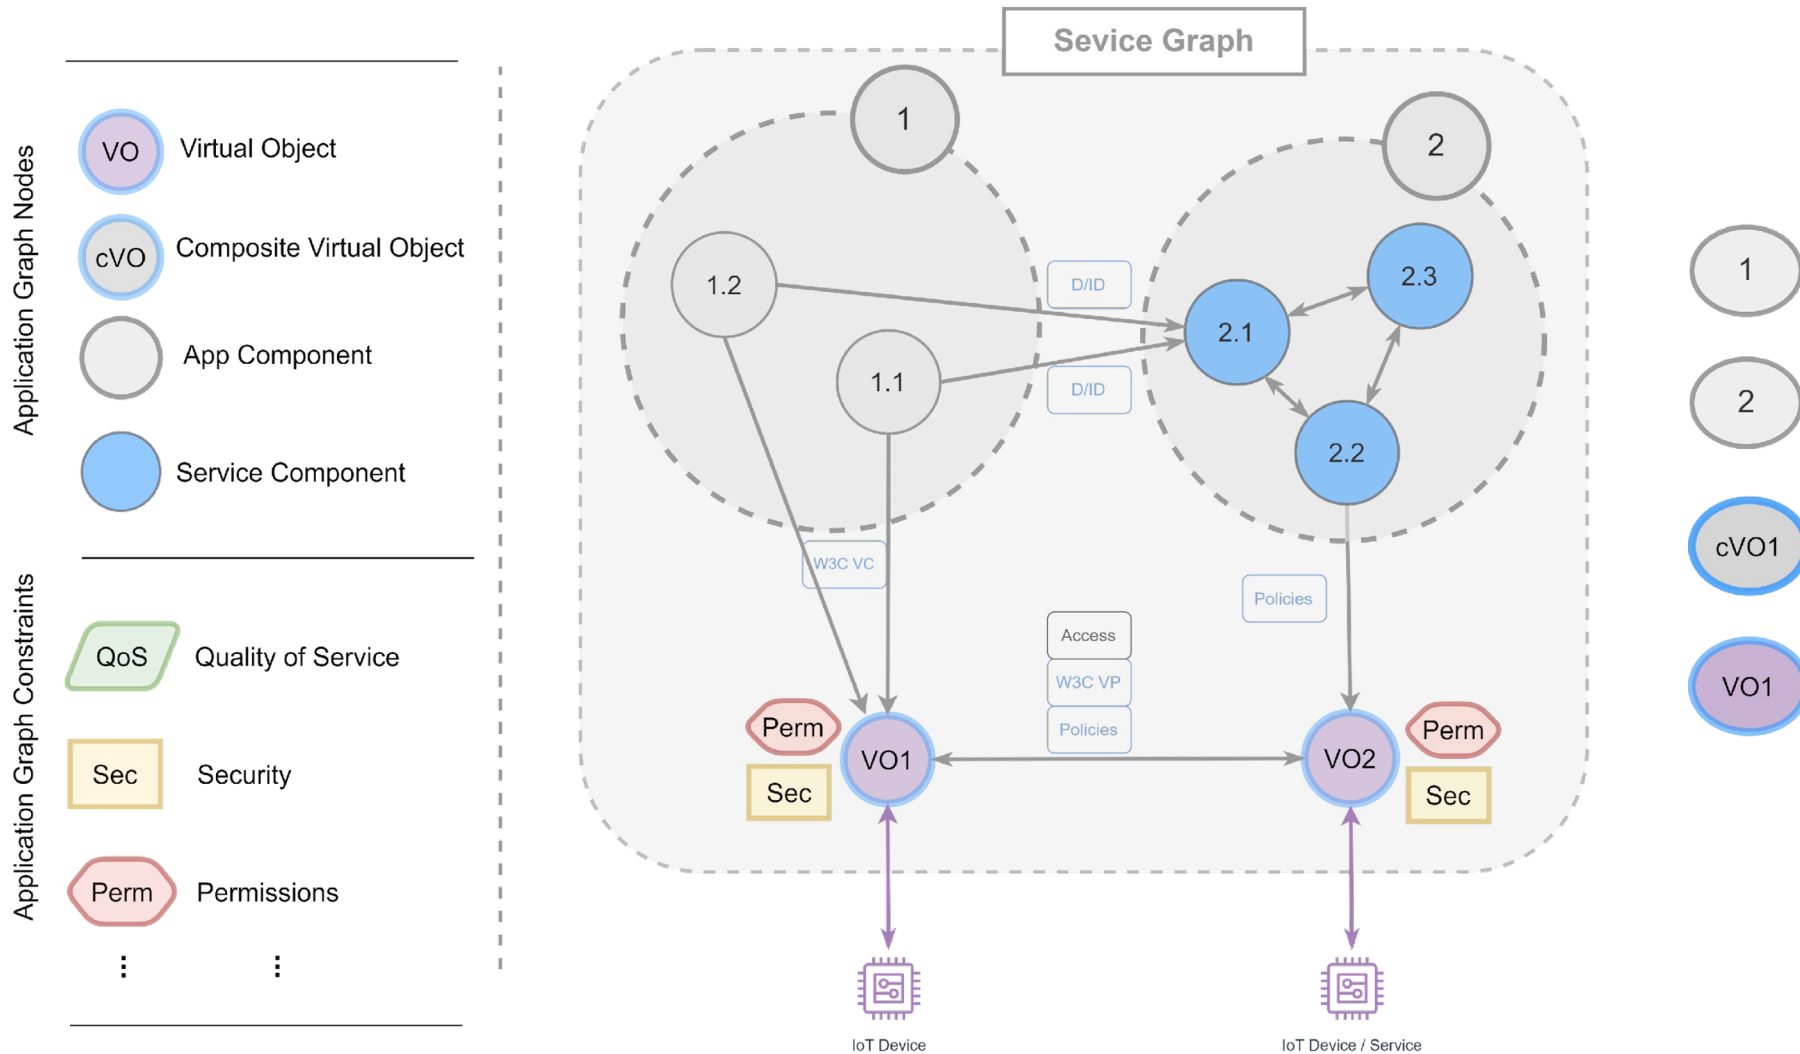 Application Graph Nodes
VO
Virtual Object
cVO
Composite Virtual Object
App Component
Service Component
Application Graph Constraints
QoS
Quality of Service
Sec
Security
Perm
Permissions
⋮ ⋮
Sevice Graph
1
2
1.2
1.1
D/ID
D/ID
2.1
2.3
2.2
W3C VC
Policies
Access
W3C VP
Policies
Perm
Sec
VO1
VO2
Perm
Sec
IoT Device
IoT Device / Service
1
2
cVO1
VO1